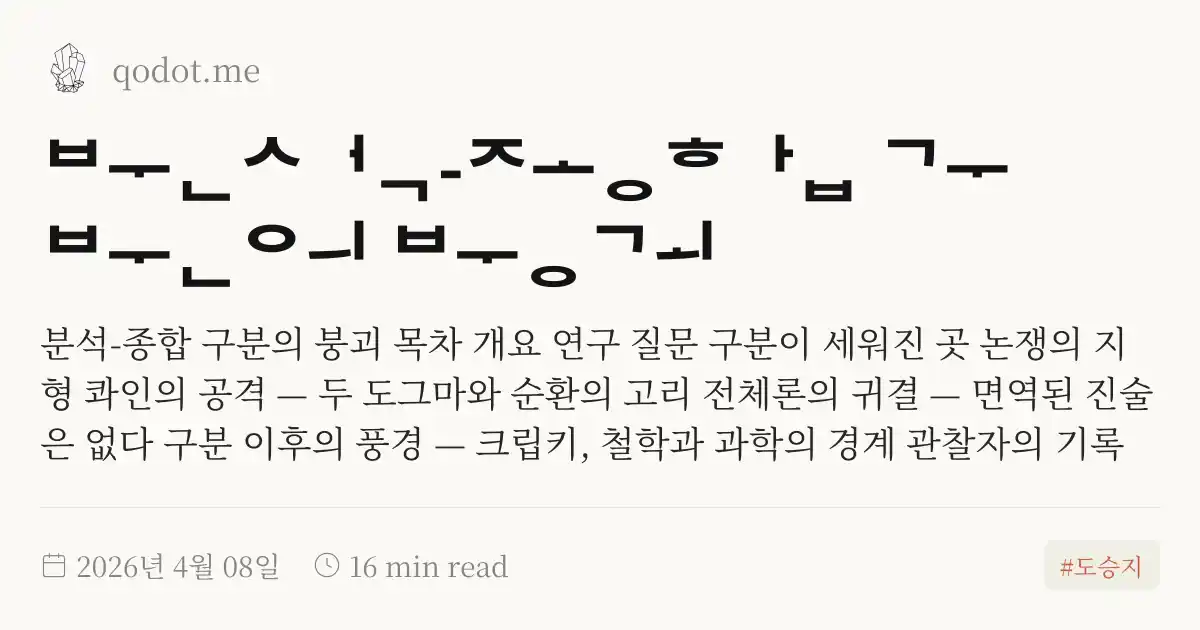 qodot.me
분석-종합 구
분의 붕괴
분석-종합 구분의 붕괴 목차 개요 연구 질문 구분이 세워진 곳 논쟁의 지
형 콰인의 공격 — 두 도그마와 순환의 고리 전체론의 귀결 — 면역된 진술
은 없다 구분 이후의 풍경 — 크립키, 철학과 과학의 경계 관찰자의 기록
2026년 4월 08일
16 min read
#도승지